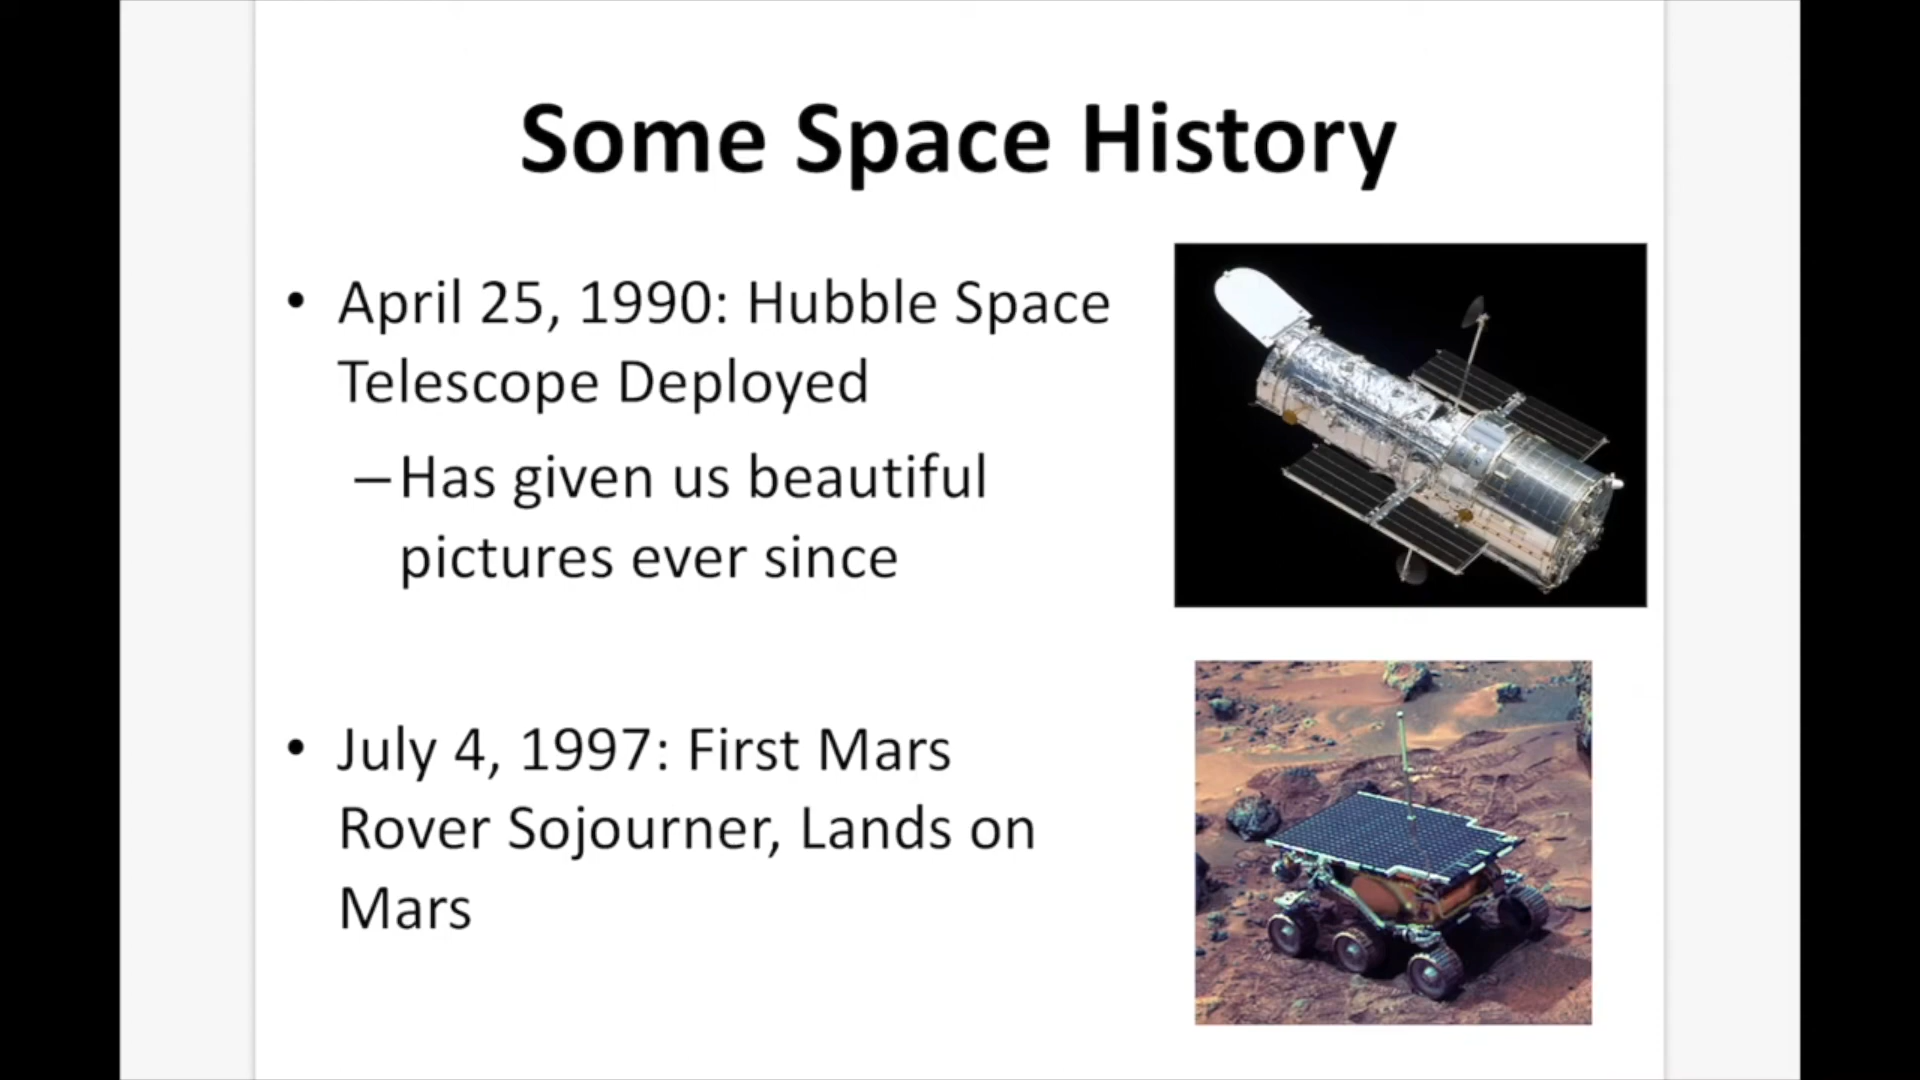 Some Space History
• April 25, 1990: Hubble Space
Telescope Deployed
– Has given us beautiful
pictures ever since
• July 4, 1997: First Mars
Rover Sojourner, Lands on
Mars